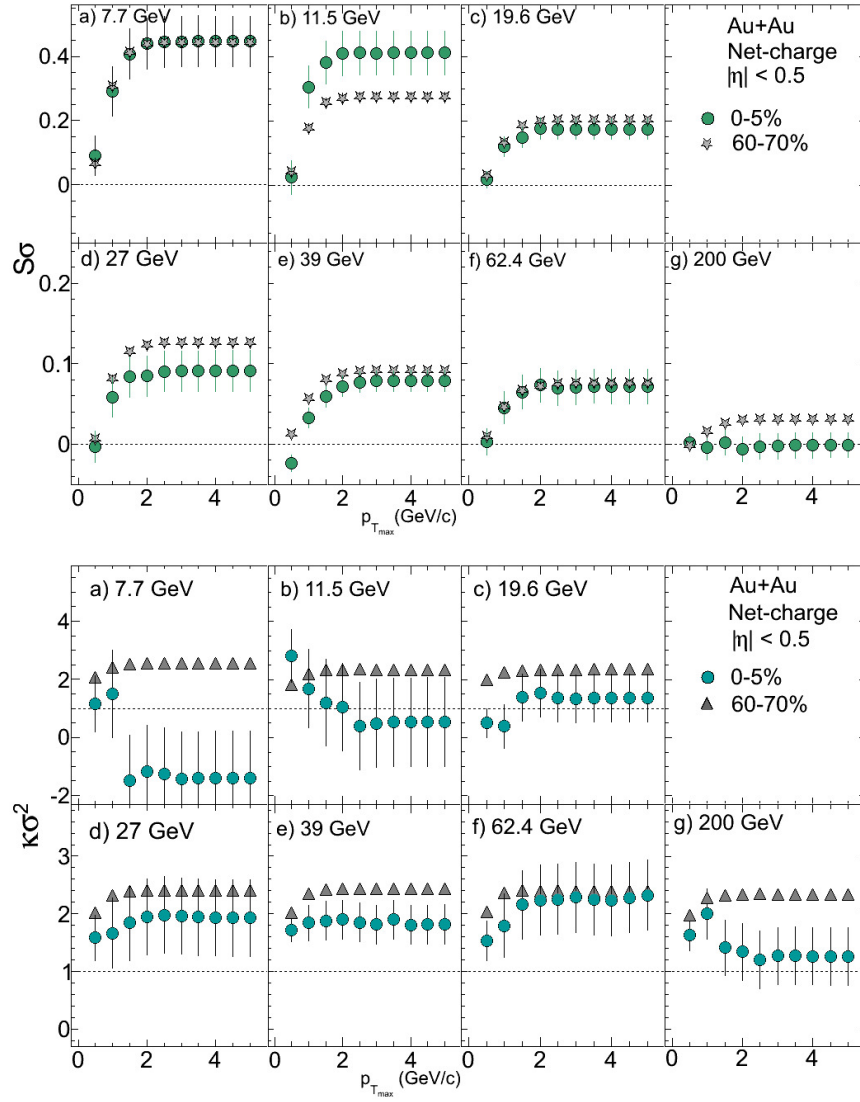 a) 7.7 GeV
b) 11.5 GeV
c) 19.6 GeV
Au+Au
Net-charge
|η| < 0.5
0-5%
60-70%
0.4
0.2
0
Sσ
d) 27 GeV
e) 39 GeV
f) 62.4 GeV
g) 200 GeV
0.2
0.1
0
0 2 4 0 2 4 0 2 4 0 2 4
p_Tmax (GeV/c)
a) 7.7 GeV
b) 11.5 GeV
c) 19.6 GeV
Au+Au
Net-charge
|η| < 0.5
0-5%
60-70%
4
2
0
-2
κσ²
d) 27 GeV
e) 39 GeV
f) 62.4 GeV
g) 200 GeV
3
2
1
0
0 2 4 0 2 4 0 2 4 0 2 4
p_Tmax (GeV/c)